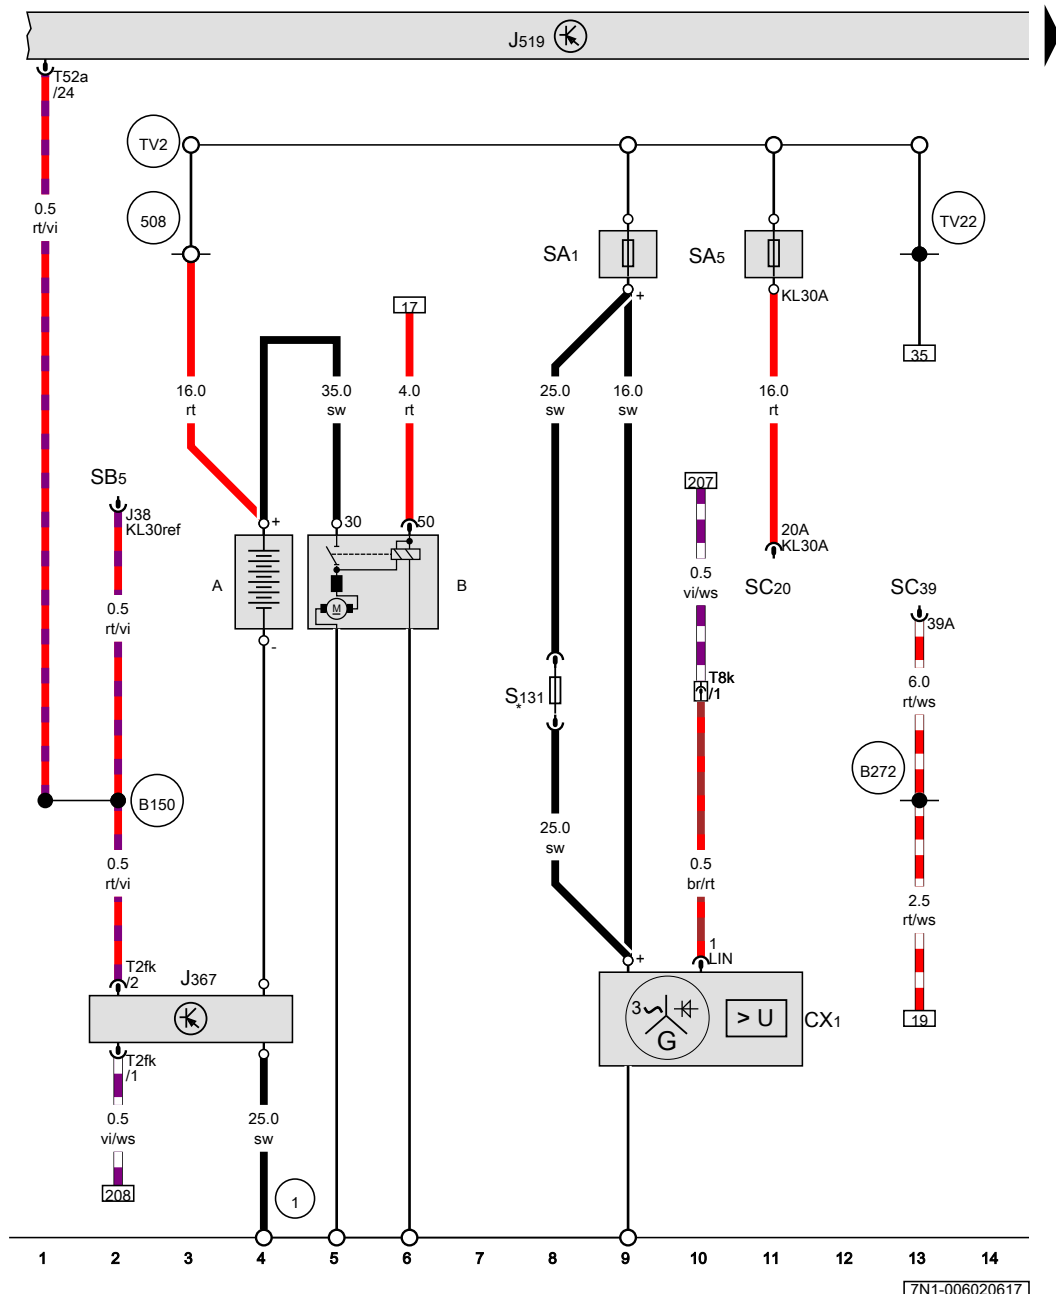 J519
T52a
/24
TV2
508
TV22
0.5
rt/vi
SA1
SA5
+
KL30A
17
35
16.0
rt
35.0
sw
4.0
rt
25.0
sw
16.0
sw
16.0
rt
SB5
J38
KL30ref
207
+
30
50
20A
KL30A
0.5
vi/ws
A
B
SC20
SC39
0.5
rt/vi
M
39A
-
T8k
/1
6.0
rt/ws
S131
*
B150
B272
25.0
sw
0.5
rt/vi
0.5
br/rt
2.5
rt/ws
1
LIN
+
T2fk
/2
J367
3
G
> U
CX1
19
T2fk
/1
0.5
vi/ws
25.0
sw
208
1
1 2 3 4 5 6 7 8 9 10 11 12 13 14
7N1-006020617